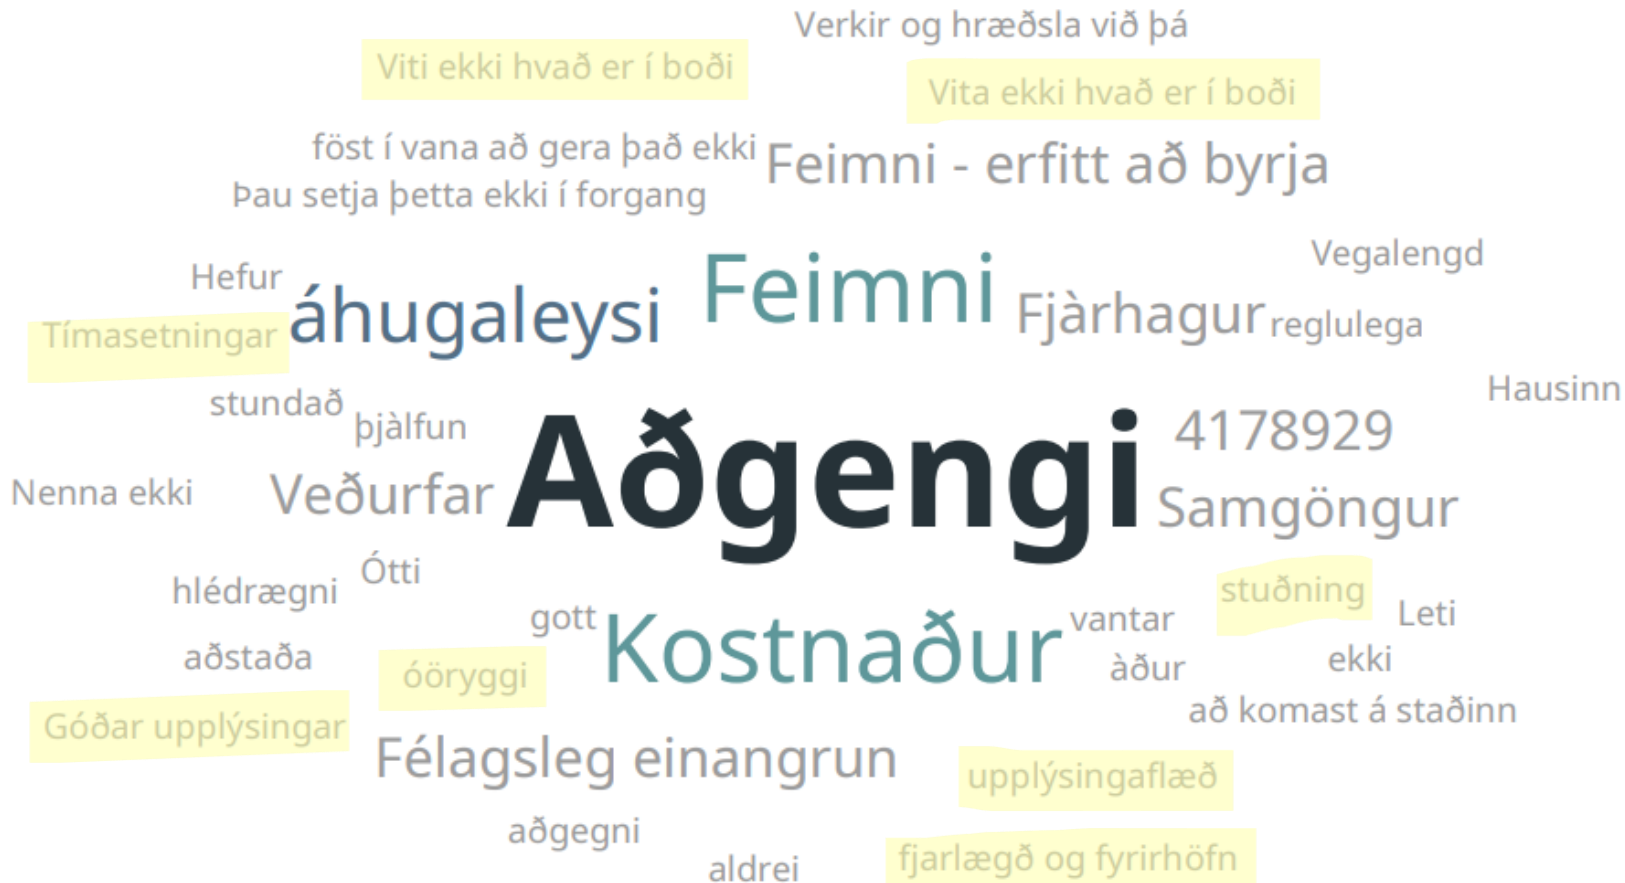 Verkir og hræðsla við þá
Viti ekki hvað er í boði
Vita ekki hvað er í boði
föst í vana að gera það ekki
Feimni - erfitt að byrja
Þau setja þetta ekki í forgang
Vegalengd
Hefur
Feimni
áhugaleysi
Fjàrhagur
reglulega
Tímasetningar
Hausinn
stundað
þjàlfun
4178929
Aðgengi
Nenna ekki
Veðurfar
Samgöngur
Ótti
hlédrægni
stuðning
gott
Kostnaður
vantar
Leti
aðstaða
óöryggi
àður
ekki
að komast á staðinn
Góðar upplýsingar
Félagsleg einangrun
upplýsingaflæð
aðgegni
aldrei
fjarlægð og fyrirhöfn